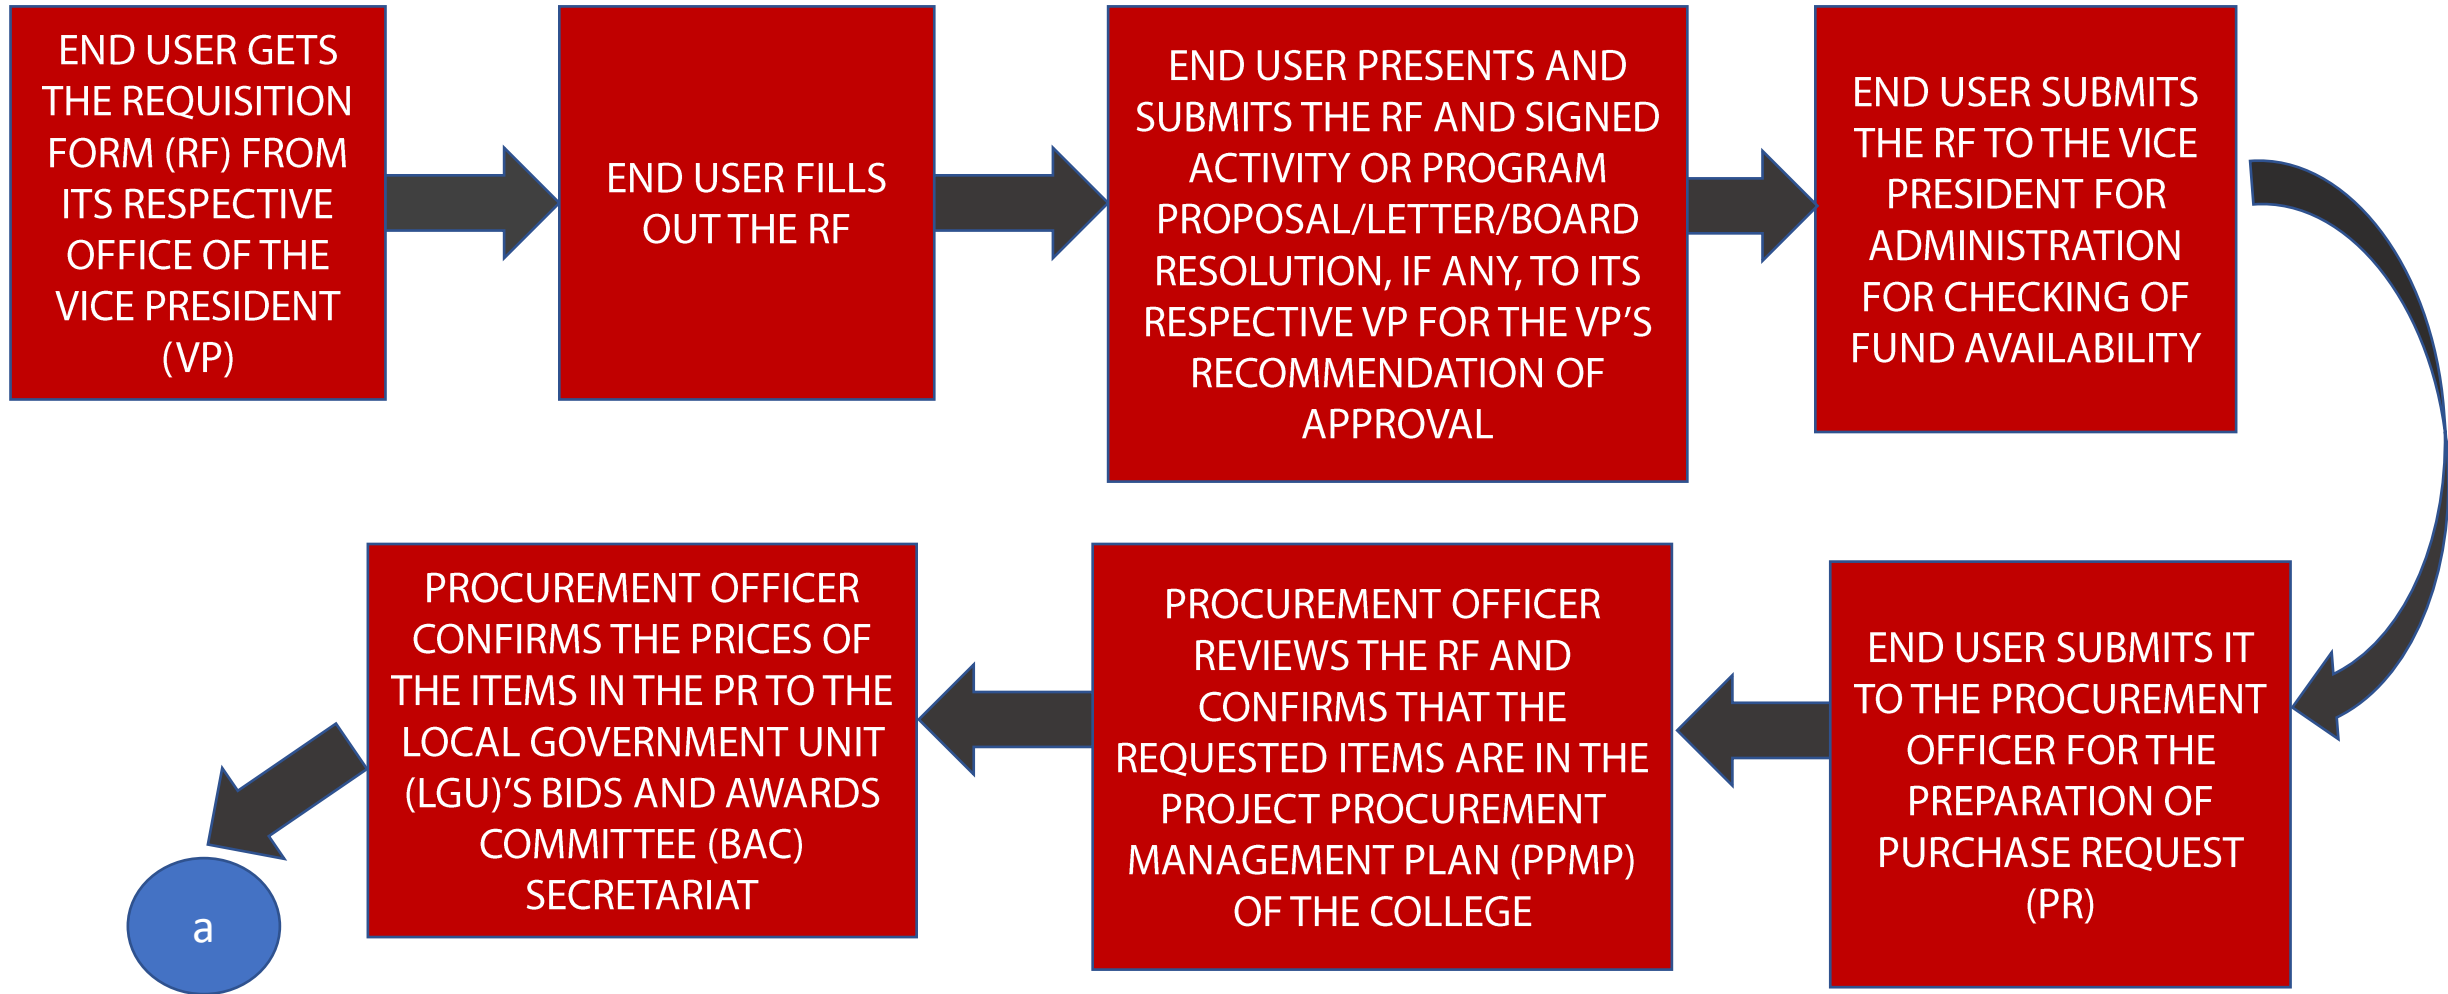 END USER GETS
THE REQUISITION
FORM (RF) FROM
ITS RESPECTIVE
OFFICE OF THE
VICE PRESIDENT
(VP)
END USER FILLS
OUT THE RF
END USER PRESENTS AND
SUBMITS THE RF AND SIGNED
ACTIVITY OR PROGRAM
PROPOSAL/LETTER/BOARD
RESOLUTION, IF ANY, TO ITS
RESPECTIVE VP FOR THE VP'S
RECOMMENDATION OF
APPROVAL
END USER SUBMITS
THE RF TO THE VICE
PRESIDENT FOR
ADMINISTRATION
FOR CHECKING OF
FUND AVAILABILITY
END USER SUBMITS IT
TO THE PROCUREMENT
OFFICER FOR THE
PREPARATION OF
PURCHASE REQUEST
(PR)
PROCUREMENT OFFICER
REVIEWS THE RF AND
CONFIRMS THAT THE
REQUESTED ITEMS ARE IN THE
PROJECT PROCUREMENT
MANAGEMENT PLAN (PPMP)
OF THE COLLEGE
PROCUREMENT OFFICER
CONFIRMS THE PRICES OF
THE ITEMS IN THE PR TO THE
LOCAL GOVERNMENT UNIT
(LGU)'S BIDS AND AWARDS
COMMITTEE (BAC)
SECRETARIAT
a